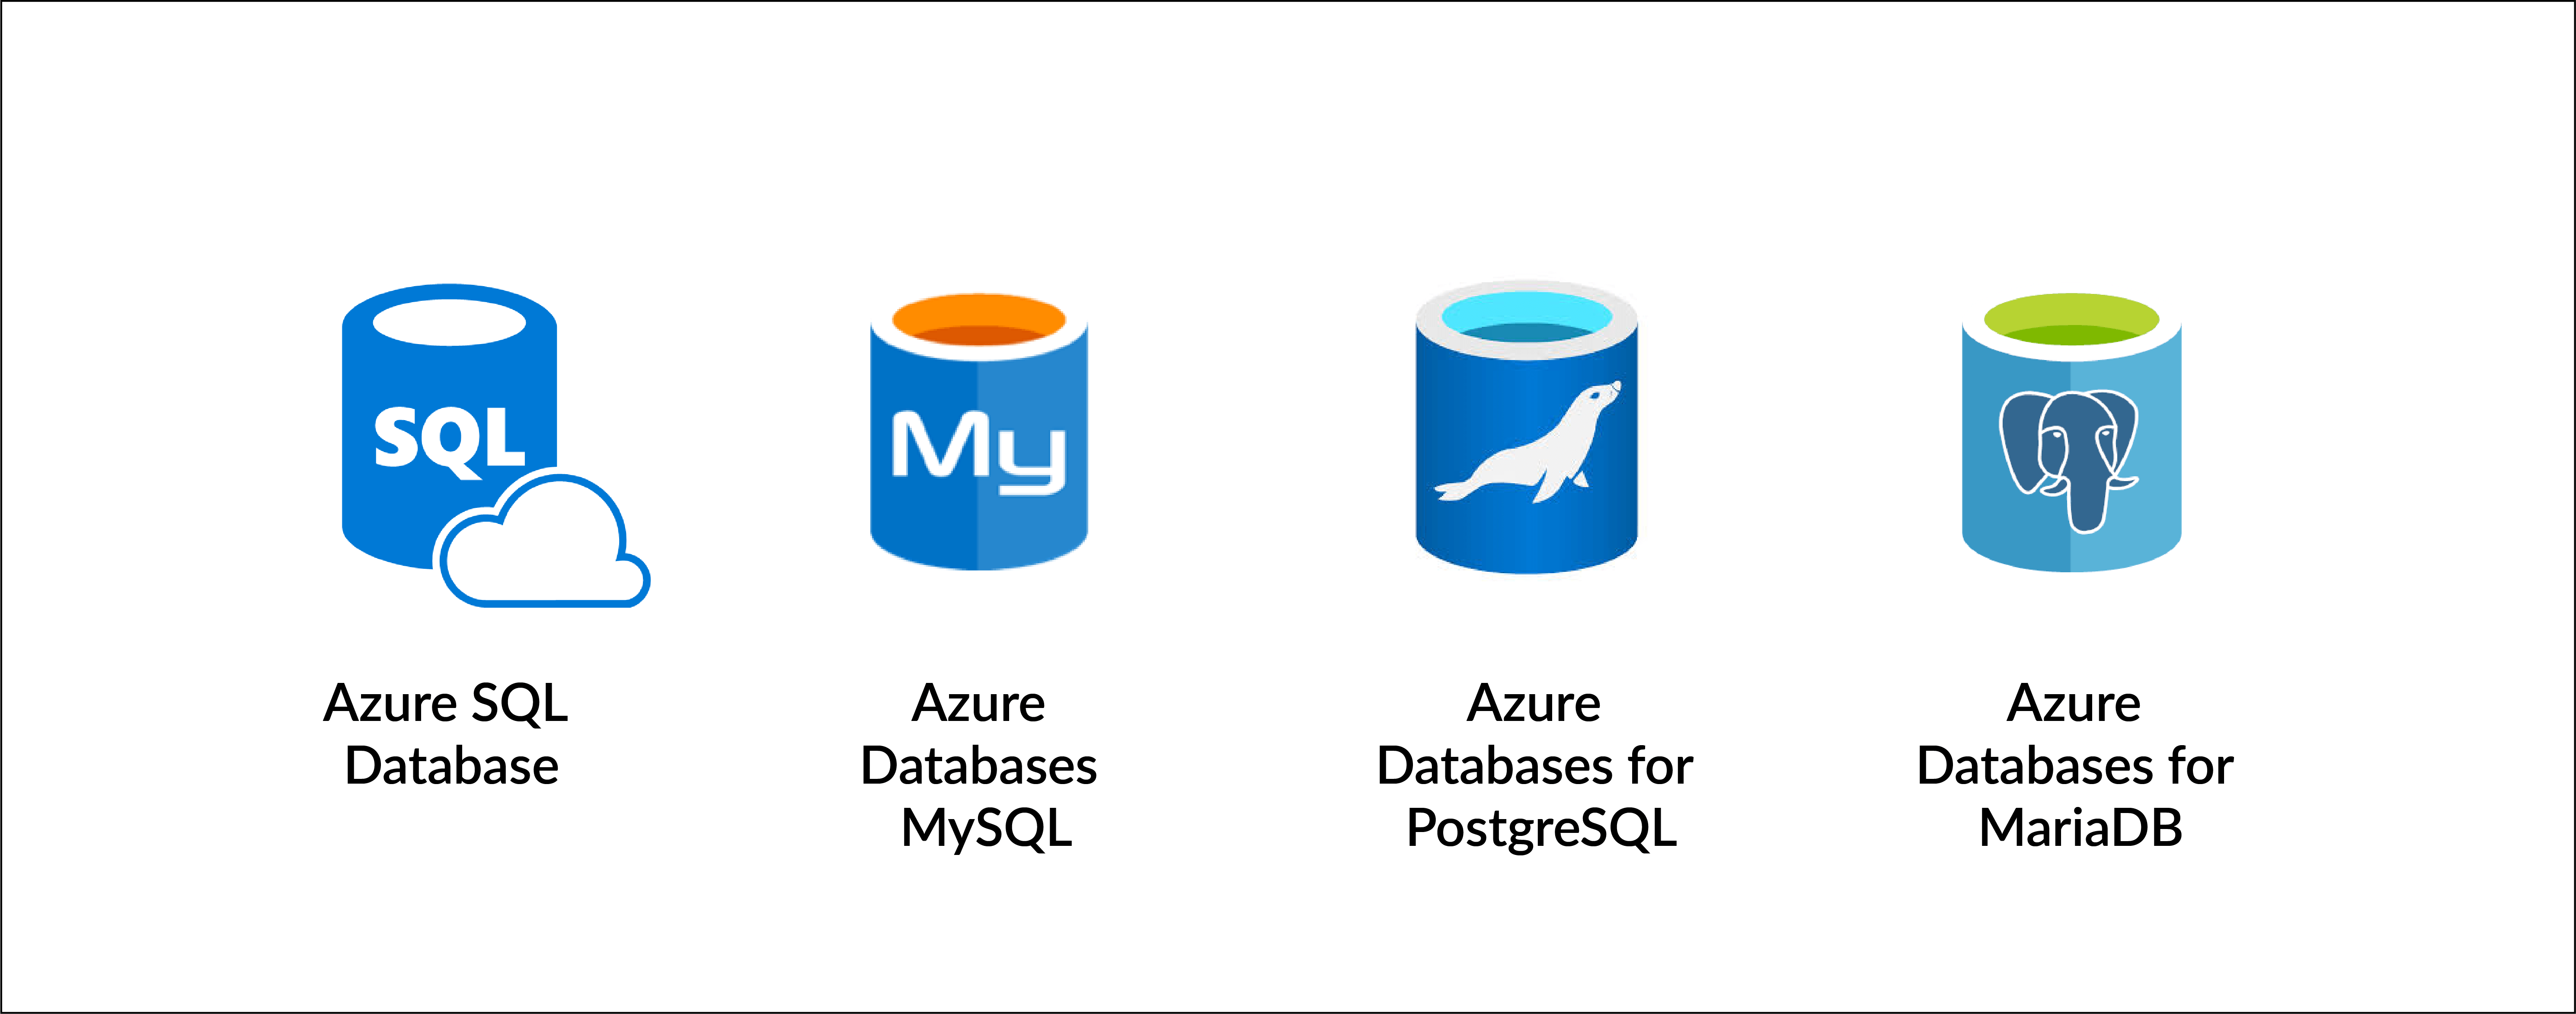 SQL
My
Azure SQL
Database
Azure
Databases
MySQL
Azure
Databases for
PostgreSQL
Azure
Databases for
MariaDB